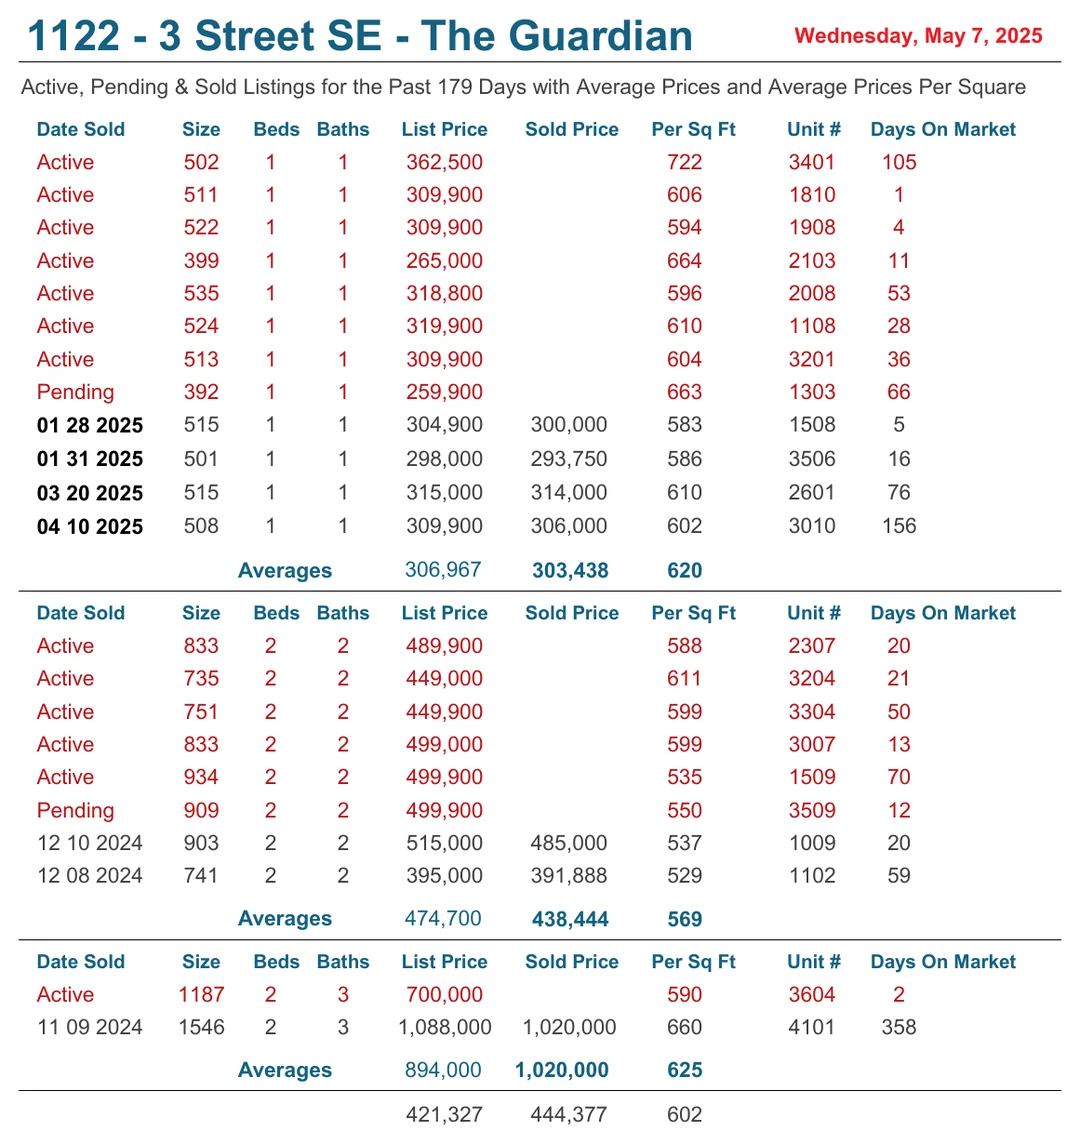 1122 - 3 Street SE - The Guardian Wednesday, May 7, 2025
Active, Pending & Sold Listings for the Past 179 Days with Average Prices and Average Prices Per Square
Date Sold Size Beds Baths List Price Sold Price Per Sq Ft Unit # Days On Market
Active 502 1 1 362,500 722 3401 105
Active 511 1 1 309,900 606 1810 1
Active 522 1 1 309,900 594 1908 4
Active 399 1 1 265,000 664 2103 11
Active 535 1 1 318,800 596 2008 53
Active 524 1 1 319,900 610 1108 28
Active 513 1 1 309,900 604 3201 36
Pending 392 1 1 259,900 663 1303 66
01 28 2025 515 1 1 304,900 300,000 583 1508 5
01 31 2025 501 1 1 298,000 293,750 586 3506 16
03 20 2025 515 1 1 315,000 314,000 610 2601 76
04 10 2025 508 1 1 309,900 306,000 602 3010 156
Averages 306,967 303,438 620
Date Sold Size Beds Baths List Price Sold Price Per Sq Ft Unit # Days On Market
Active 833 2 2 489,900 588 2307 20
Active 735 2 2 449,000 611 3204 21
Active 751 2 2 449,900 599 3304 50
Active 833 2 2 499,000 599 3007 13
Active 934 2 2 499,900 535 1509 70
Pending 909 2 2 499,900 550 3509 12
12 10 2024 903 2 2 515,000 485,000 537 1009 20
12 08 2024 741 2 2 395,000 391,888 529 1102 59
Averages 474,700 438,444 569
Date Sold Size Beds Baths List Price Sold Price Per Sq Ft Unit # Days On Market
Active 1187 2 3 700,000 590 3604 2
11 09 2024 1546 2 3 1,088,000 1,020,000 660 4101 358
Averages 894,000 1,020,000 625
421,327 444,377 602